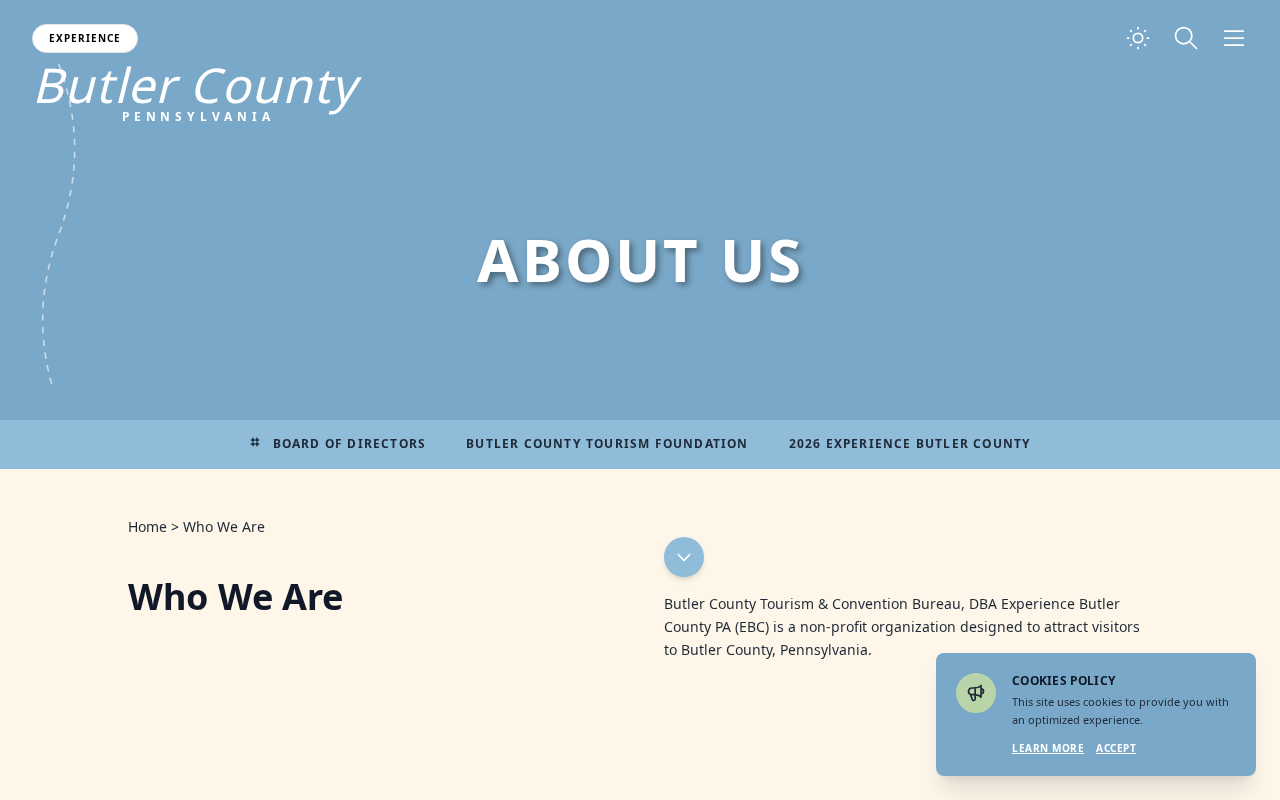 EXPERIENCE
Butler County
PENNSYLVANIA
ABOUT US
BOARD OF DIRECTORS BUTLER COUNTY TOURISM FOUNDATION 2026 EXPERIENCE BUTLER COUNTY
Home > Who We Are
Who We Are
Butler County Tourism & Convention Bureau, DBA Experience Butler
County PA (EBC) is a non-profit organization designed to attract visitors
to Butler County, Pennsylvania.
COOKIES POLICY
This site uses cookies to provide you with
an optimized experience.
LEARN MORE ACCEPT